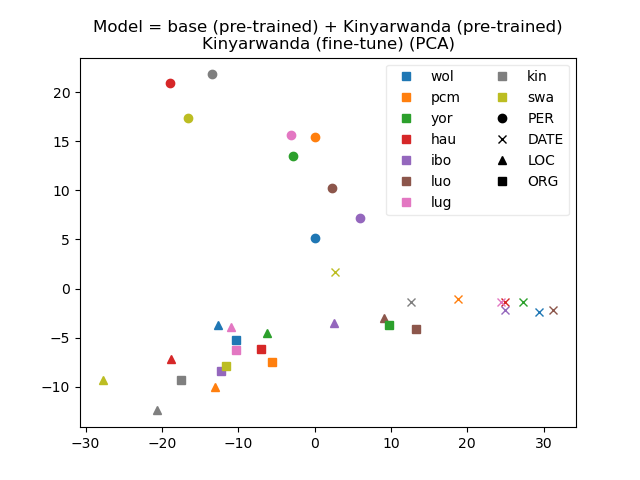 Model = base (pre-trained) + Kinyarwanda (pre-trained)
Kinyarwanda (fine-tune) (PCA)
wol
pcm
yor
hau
ibo
luo
lug
kin
swa
PER
DATE
LOC
ORG
20
15
10
5
0
−5
−10
−30
−20
−10
0
10
20
30